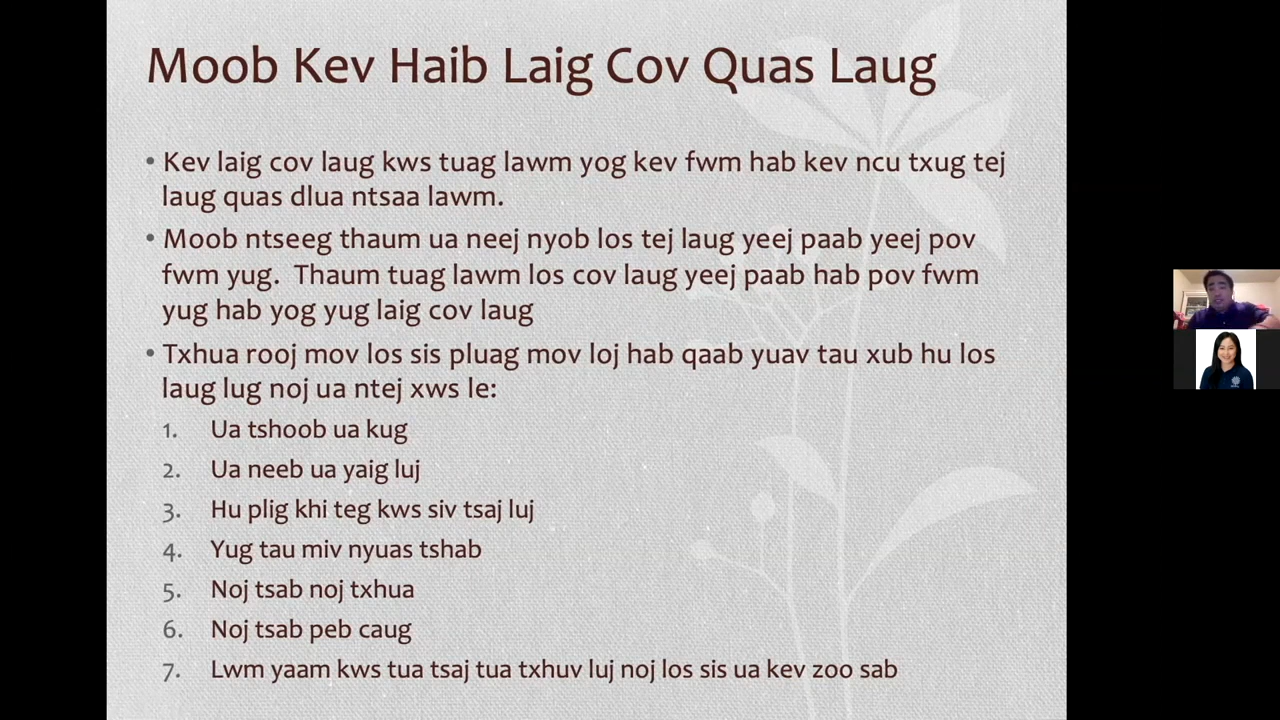 Moob Kev Haib Laig Cov Quas Laug
• Kev laig cov laug kws tuag lawm yog kev fwm hab kev ncu txug tej
laug quas dlua ntsaa lawm.
• Moob ntseeg thaum ua neej nyob los tej laug yeej paab yeej pov
fwm yug.  Thaum tuag lawm los cov laug yeej paab hab pov fwm
yug hab yog yug laig cov laug
• Txhua rooj mov los sis pluag mov loj hab qaab yuav tau xub hu los
laug lug noj ua ntej xws le:
1. Ua tshoob ua kug
2. Ua neeb ua yaig luj
3. Hu plig khi teg kws siv tsaj luj
4. Yug tau miv nyuas tshab
5. Noj tsab noj txhua
6. Noj tsab peb caug
7. Lwm yaam kws tua tsaj tua txhuv luj noj los sis ua kev zoo sab